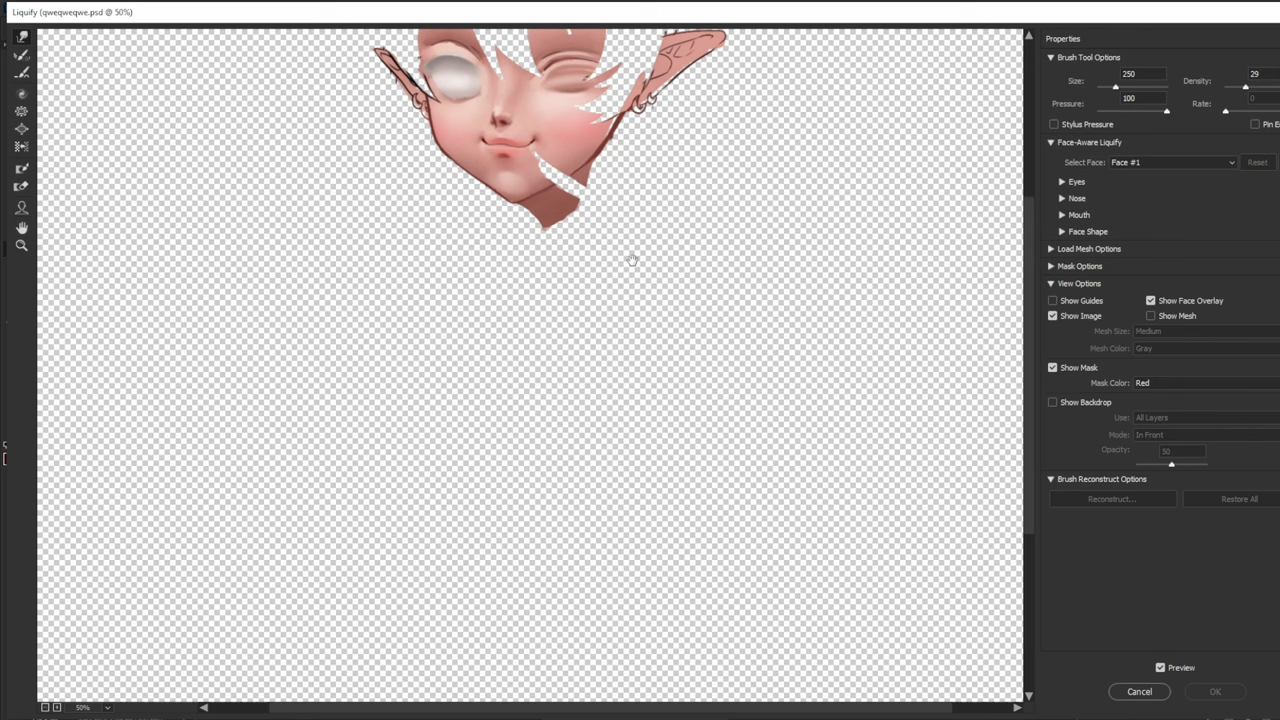 Liquify (qweqweqwe.psd @ 50%)
Properties
Brush Tool Options
Size: 250 Density: 29
Pressure: 100 Rate: 0
Stylus Pressure Pin E
Face-Aware Liquify
Select Face: Face #1 Reset
Eyes
Nose
Mouth
Face Shape
Load Mesh Options
Mask Options
View Options
Show Guides Show Face Overlay
Show Image Show Mesh
Mesh Size: Medium
Mesh Color: Gray
Show Mask
Mask Color: Red
Show Backdrop
Use: All Layers
Mode: In Front
Opacity: 50
Brush Reconstruct Options
Reconstruct... Restore All
Preview
Cancel OK
50%